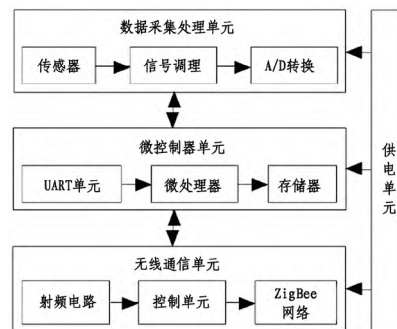 数据采集处理单元
传感器
信号调理
A/D转换
微控制器单元
UART单元
微处理器
存储器
无线通信单元
射频电路
控制单元
ZigBee
网络
供电单元